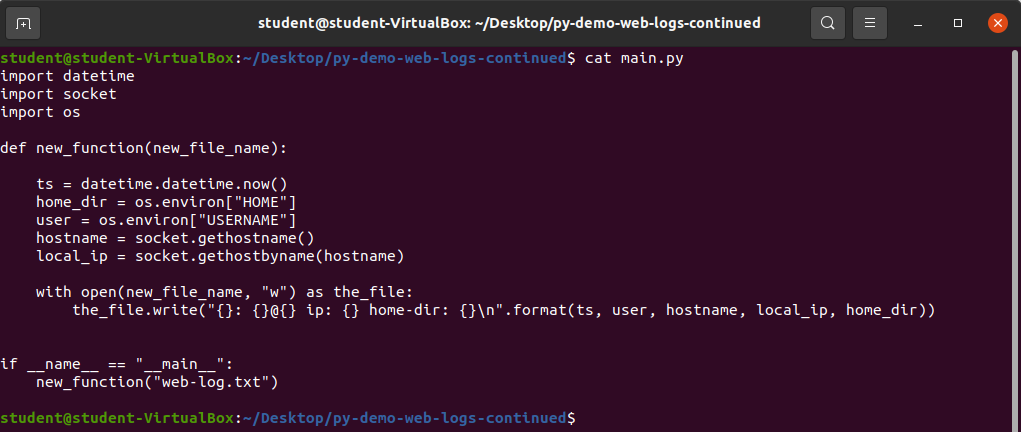 student@student-VirtualBox: ~/Desktop/py-demo-web-logs-continued
student@student-VirtualBox:~/Desktop/py-demo-web-logs-continued$ cat main.py
import datetime
import socket
import os

def new_function(new_file_name):

    ts = datetime.datetime.now()
    home_dir = os.environ["HOME"]
    user = os.environ["USERNAME"]
    hostname = socket.gethostname()
    local_ip = socket.gethostbyname(hostname)

    with open(new_file_name, "w") as the_file:
        the_file.write("{}: {}@{} ip: {} home-dir: {}\n".format(ts, user, hostname, local_ip, home_dir))


if __name__ == "__main__":
    new_function("web-log.txt")

student@student-VirtualBox:~/Desktop/py-demo-web-logs-continued$